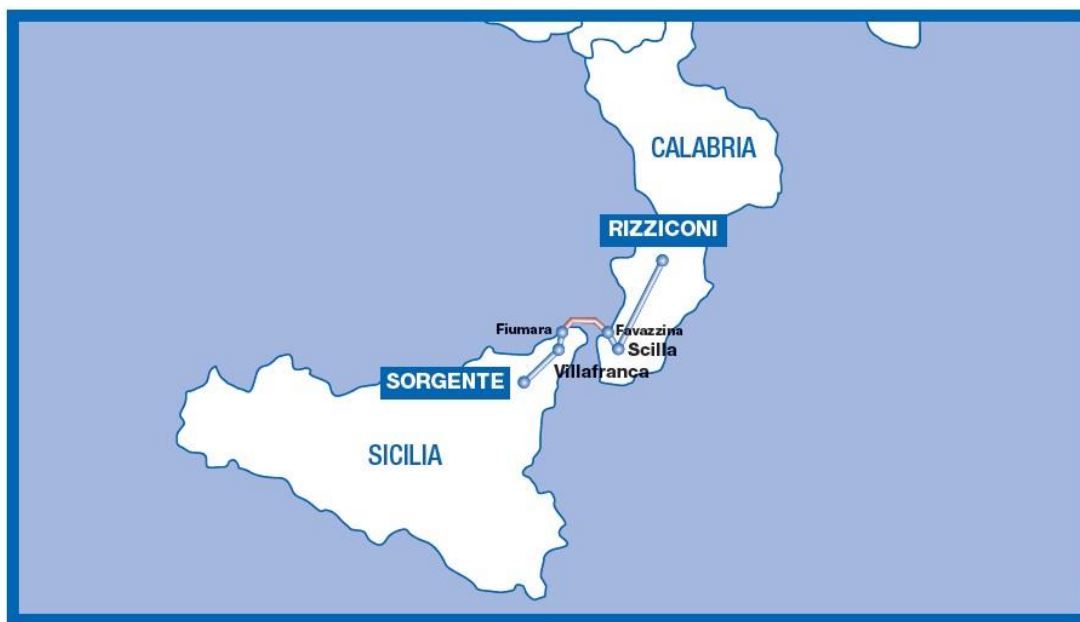 CALABRIA
RIZZICONI
Fiumara
Favazzina
Scilla
Villafranca
SORGENTE
SICILIA